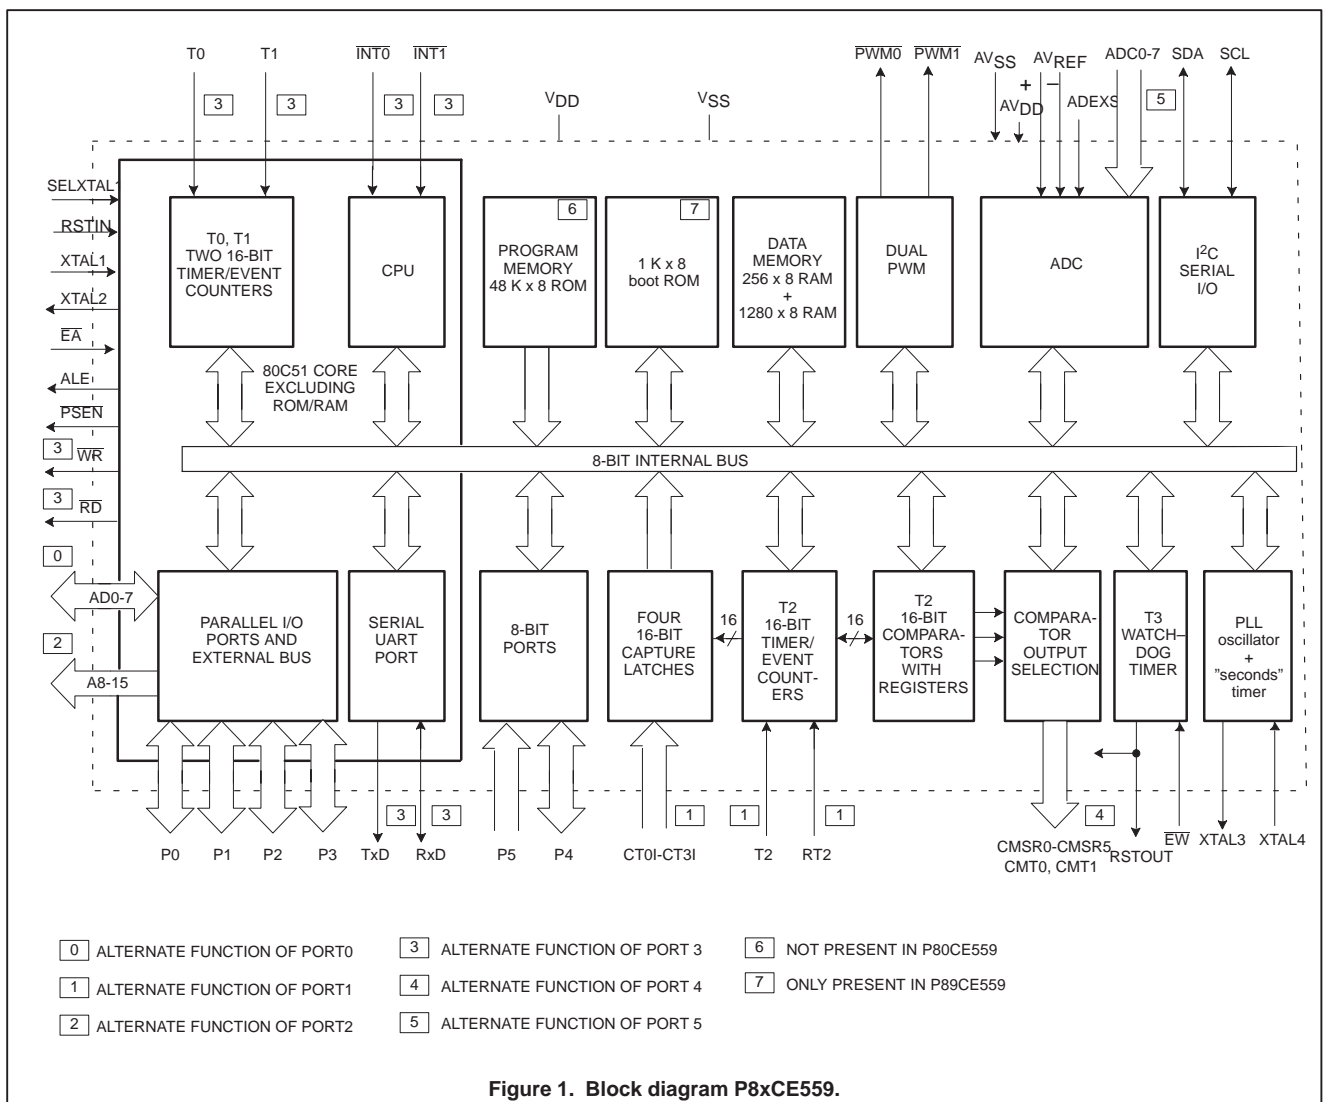 T0 T1 INT0 INT1 PWM0 PWM1 AVSS AVREF ADC0-7 SDA SCL
3 3 3 3 VDD VSS + − AVDD ADEXS 5
SELXTAL1
RSTIN
XTAL1
XTAL2
EA
ALE
PSEN
3 WR
3 RD
0
AD0-7
2
A8-15
T0, T1
TWO 16-BIT
TIMER/EVENT
COUNTERS
CPU
80C51 CORE
EXCLUDING
ROM/RAM
6
PROGRAM
MEMORY
48 K x 8 ROM
7
1 K x 8
boot ROM
DATA
MEMORY
256 x 8 RAM
+
1280 x 8 RAM
DUAL
PWM
ADC
I2C
SERIAL
I/O
8-BIT INTERNAL BUS
PARALLEL I/O
PORTS AND
EXTERNAL BUS
SERIAL
UART
PORT
8-BIT
PORTS
FOUR
16-BIT
CAPTURE
LATCHES
16
T2
16-BIT
TIMER/
EVENT
COUNT-
ERS
16
T2
16-BIT
COMPARA-
TORS
WITH
REGISTERS
COMPARA-
TOR
OUTPUT
SELECTION
T3
WATCH–
DOG
TIMER
PLL
oscillator
+
”seconds”
timer
3 3 1 1 1 4
P0 P1 P2 P3 TxD RxD P5 P4 CT0I-CT3I T2 RT2 CMSR0-CMSR5
CMT0, CMT1
RSTOUT EW XTAL3 XTAL4
0 ALTERNATE FUNCTION OF PORT0
1 ALTERNATE FUNCTION OF PORT1
2 ALTERNATE FUNCTION OF PORT2
3 ALTERNATE FUNCTION OF PORT 3
4 ALTERNATE FUNCTION OF PORT 4
5 ALTERNATE FUNCTION OF PORT 5
6 NOT PRESENT IN P80CE559
7 ONLY PRESENT IN P89CE559
Figure 1. Block diagram P8xCE559.